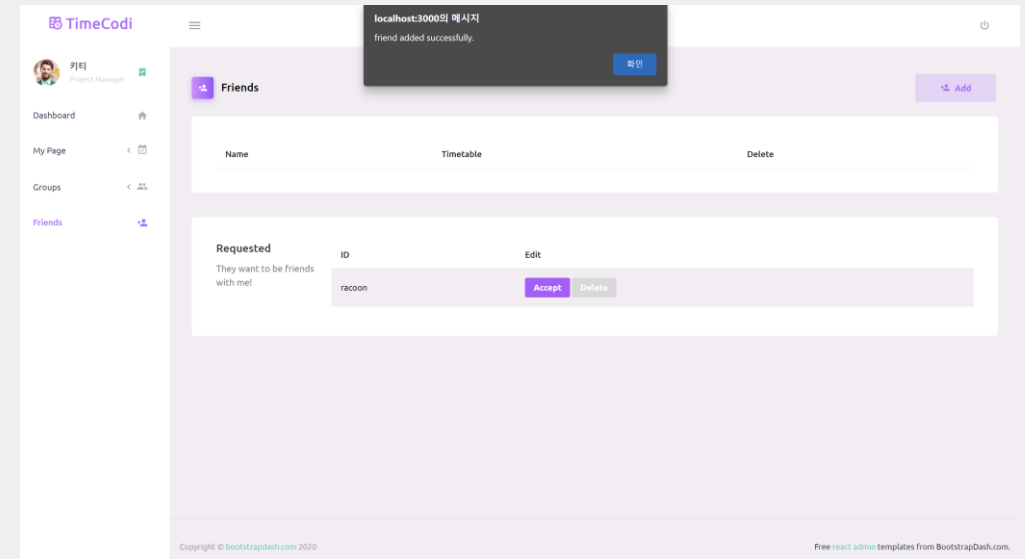 TimeCodi
localhost:3000의 메시지
friend added successfully.
확인
키티
Project Manager
Dashboard
My Page
Groups
Friends
Friends
Add
Name Timetable Delete
Requested
They want to be friends
with me!
ID Edit
racoon Accept Delete
Copyright © bootstrapdash.com 2020
Free react admin templates from BootstrapDash.com.